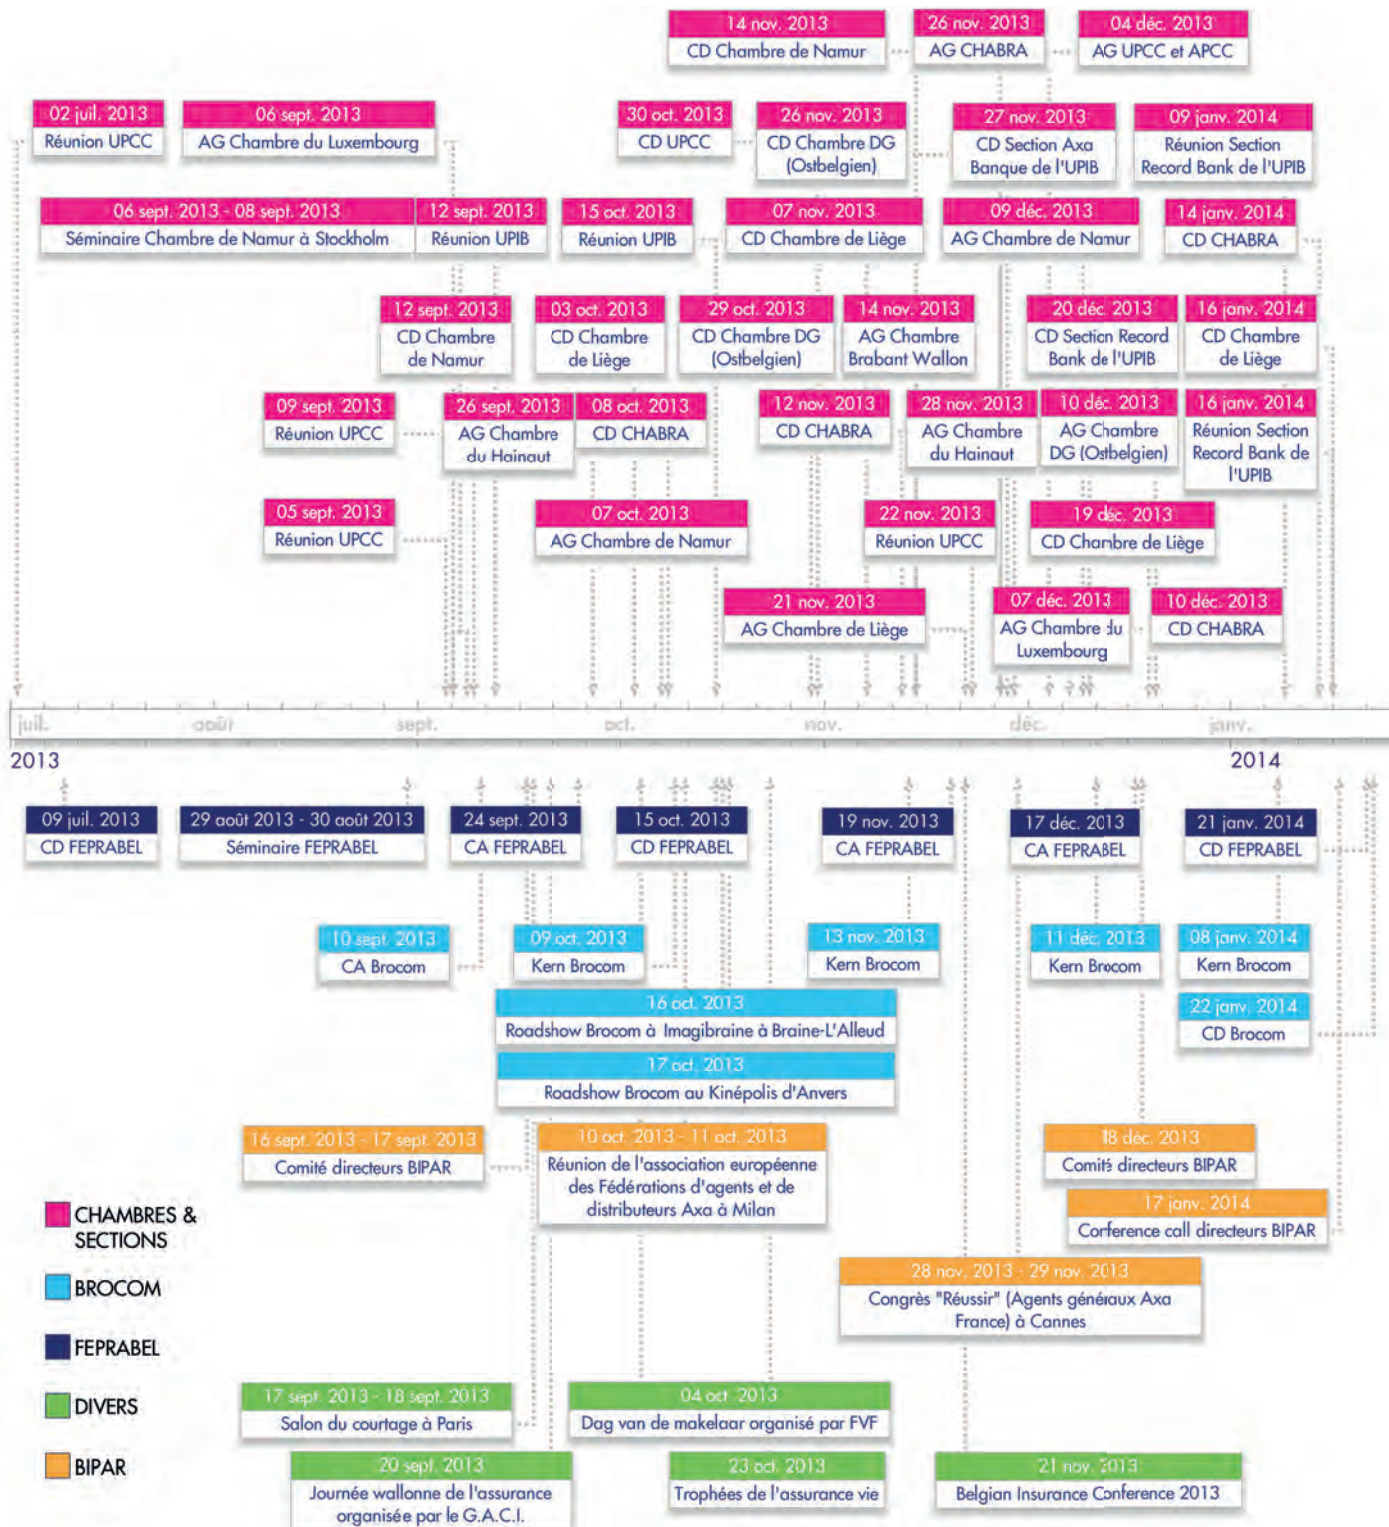 14 nov. 2013
CD Chambre de Namur
26 nov. 2013
AG CHABRA
04 déc. 2013
AG UPCC et APCC
02 juil. 2013
Réunion UPCC
06 sept. 2013
AG Chambre du Luxembourg
30 oct. 2013
CD UPCC
26 nov. 2013
CD Chambre DG
(Ostbelgien)
27 nov. 2013
CD Section Axa
Banque de l'UPIB
09 janv. 2014
Réunion Section
Record Bank de l'UPIB
06 sept. 2013 - 08 sept. 2013
Séminaire Chambre de Namur à Stockholm
12 sept. 2013
Réunion UPIB
15 oct. 2013
Réunion UPIB
07 nov. 2013
CD Chambre de Liège
09 déc. 2013
AG Chambre de Namur
14 janv. 2014
CD CHABRA
12 sept. 2013
CD Chambre
de Namur
03 oct. 2013
CD Chambre
de Liège
29 oct. 2013
CD Chambre DG
(Ostbelgien)
14 nov. 2013
AG Chambre
Brabant Wallon
20 déc. 2013
CD Section Record
Bank de l'UPIB
16 janv. 2014
CD Chambre
de Liège
09 sept. 2013
Réunion UPCC
26 sept. 2013
AG Chambre
du Hainaut
08 oct. 2013
CD CHABRA
12 nov. 2013
CD CHABRA
28 nov. 2013
AG Chambre
du Hainaut
10 déc. 2013
AG Chambre
DG (Ostbelgien)
16 janv. 2014
Réunion Section
Record Bank de
l'UPIB
05 sept. 2013
Réunion UPCC
07 oct. 2013
AG Chambre de Namur
22 nov. 2013
Réunion UPCC
19 déc. 2013
CD Chambre de Liège
21 nov. 2013
AG Chambre de Liège
07 déc. 2013
AG Chambre du
Luxembourg
10 déc. 2013
CD CHABRA
juil. août sept. oct. nov. déc. janv.
2013 2014
09 juil. 2013
CD FEPRABEL
29 août 2013 - 30 août 2013
Séminaire FEPRABEL
24 sept. 2013
CA FEPRABEL
15 oct. 2013
CD FEPRABEL
19 nov. 2013
CA FEPRABEL
17 déc. 2013
CA FEPRABEL
21 janv. 2014
CD FEPRABEL
10 sept. 2013
CA Brocom
09 oct. 2013
Kern Brocom
13 nov. 2013
Kern Brocom
11 déc. 2013
Kern Brocom
08 janv. 2014
Kern Brocom
16 oct. 2013
Roadshow Brocom à Imagibraine à Braine-L'Alleud
22 janv. 2014
CD Brocom
17 oct. 2013
Roadshow Brocom au Kinépolis d'Anvers
16 sept. 2013 - 17 sept. 2013
Comité directeurs BIPAR
10 oct. 2013 - 11 oct. 2013
Réunion de l'association européenne
des Fédérations d'agents et de
distributeurs Axa à Milan
18 déc. 2013
Comité directeurs BIPAR
17 janv. 2014
Corference call directeurs BIPAR
28 nov. 2013 - 29 nov. 2013
Congrès "Réussir" (Agents généraux Axa
France) à Cannes
CHAMBRES &
SECTIONS
BROCOM
FEPRABEL
DIVERS
BIPAR
17 sept. 2013 - 18 sept. 2013
Salon du courtage à Paris
04 oct. 2013
Dag van de makelaar organisé par FVF
20 sept. 2013
Journée wallonne de l'assurance
organisée par le G.A.C.I.
23 oct. 2013
Trophées de l'assurance vie
21 nov. 2013
Belgian Insurance Conference 2013